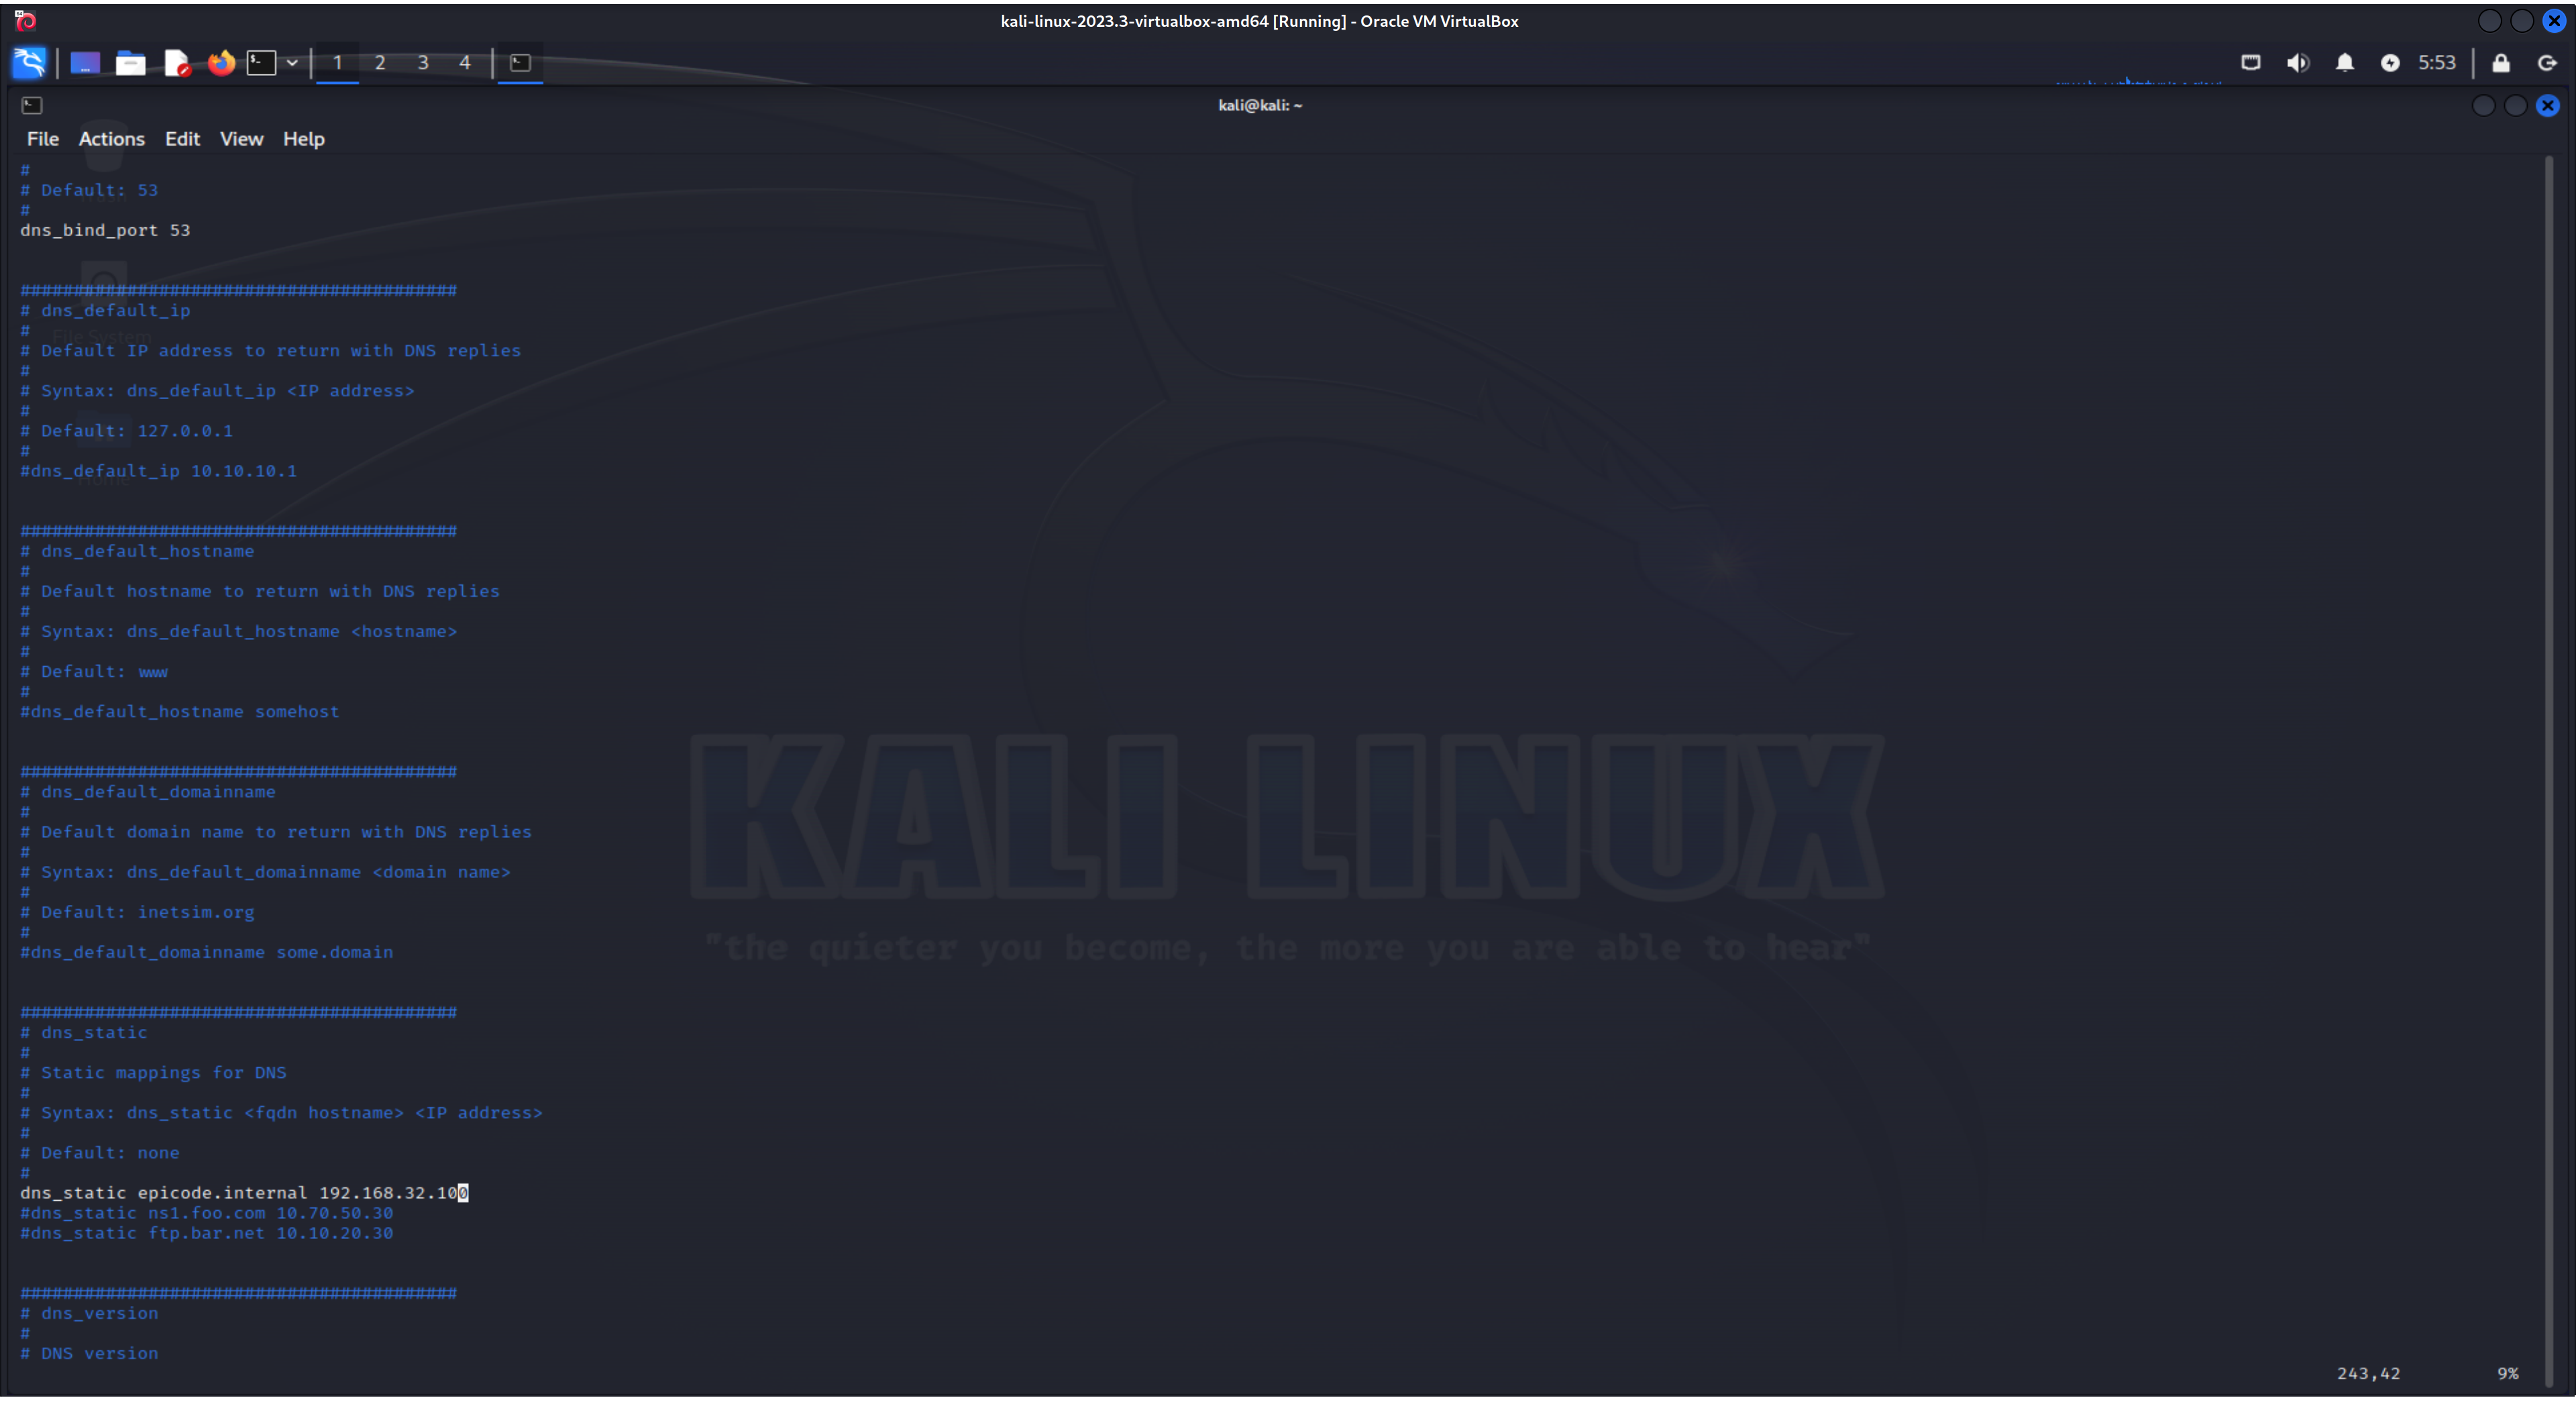 kali-linux-2023.3-virtualbox-amd64 [Running] - Oracle VM VirtualBox
1 2 3 4
5:53
kali@kali: ~
File Actions Edit View Help
#
# Default: 53
#
dns_bind_port 53
#########################################
# dns_default_ip
#
File System
# Default IP address to return with DNS replies
#
# Syntax: dns_default_ip <IP address>
#
# Default: 127.0.0.1
#
#dns_default_ip 10.10.10.1
Home
#########################################
# dns_default_hostname
#
# Default hostname to return with DNS replies
#
# Syntax: dns_default_hostname <hostname>
#
# Default: www
#
#dns_default_hostname somehost
#########################################
# dns_default_domainname
#
# Default domain name to return with DNS replies
#
# Syntax: dns_default_domainname <domain name>
#
# Default: inetsim.org
#
#dns_default_domainname some.domain
KALI LINUX
"the quieter you become, the more you are able to hear"
#########################################
# dns_static
#
# Static mappings for DNS
#
# Syntax: dns_static <fqdn hostname> <IP address>
#
# Default: none
#
dns_static epicode.internal 192.168.32.100
#dns_static ns1.foo.com 10.70.50.30
#dns_static ftp.bar.net 10.10.20.30
#########################################
# dns_version
#
# DNS version
243,42 9%